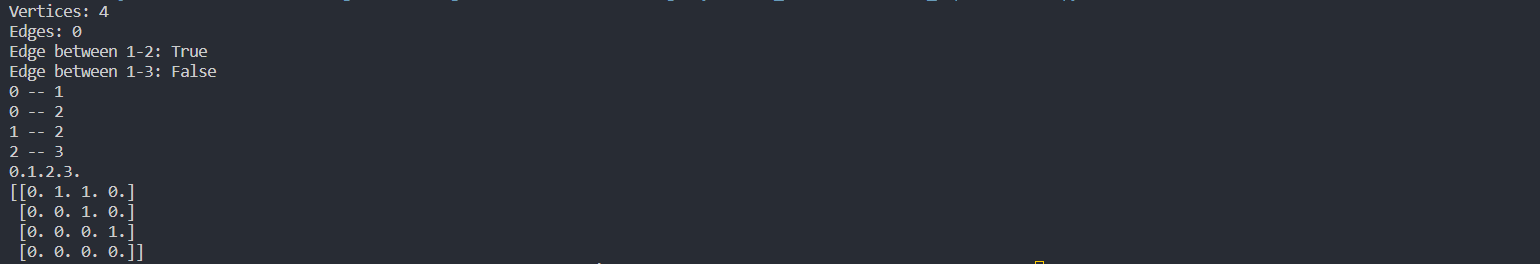 Vertices: 4
Edges: 0
Edge between 1-2: True
Edge between 1-3: False
0 -- 1
0 -- 2
1 -- 2
2 -- 3
0.1.2.3.
[[0. 1. 1. 0.]
 [0. 0. 1. 0.]
 [0. 0. 0. 1.]
 [0. 0. 0. 0.]]